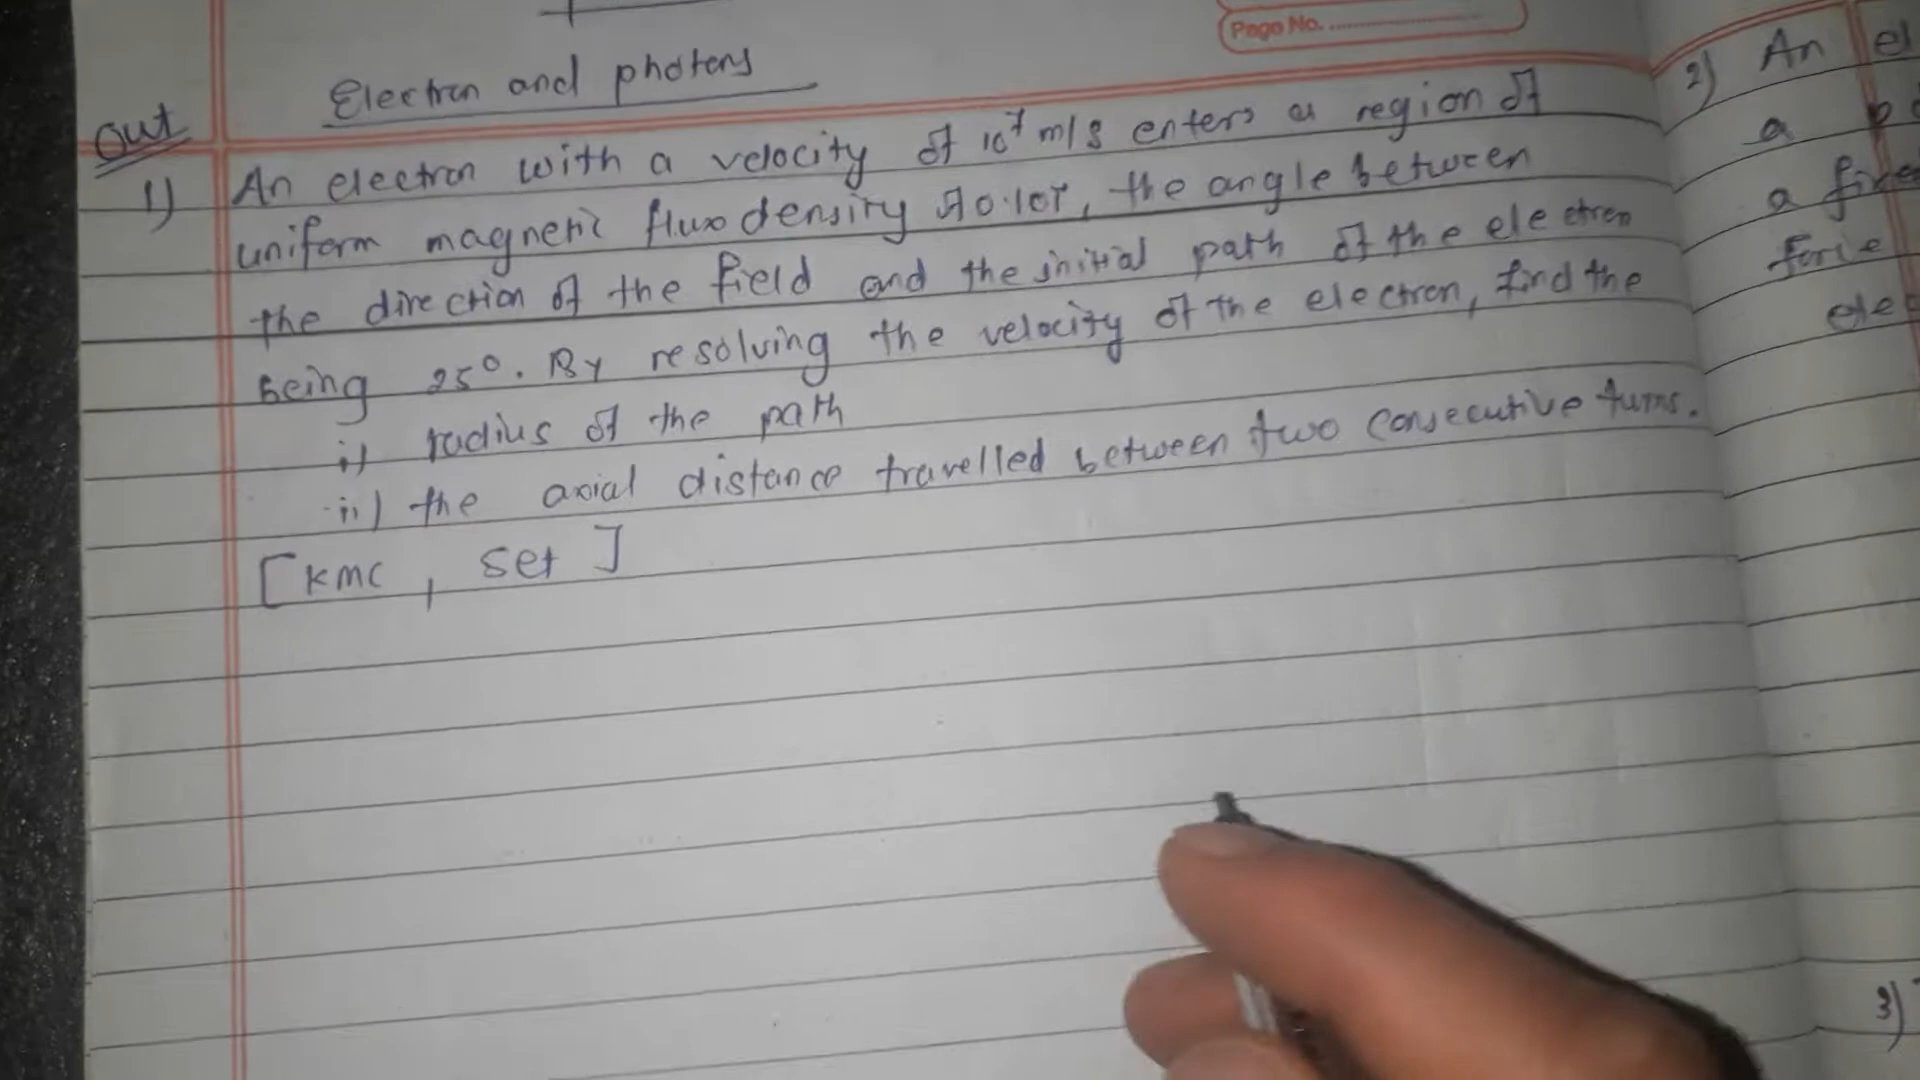 Page No.
Electron and photons
out
1) An electron with a velocity of 10⁷ m/s enters a region of
uniform magnetic flux density of 0.10T, the angle between
the direction of the field and the initial path of the electron
being 25°. By resolving the velocity of the electron, find the
i) radius of the path
ii) the axial distance travelled between two consecutive turns.
[KMC, set]
2) An el
a
a
force
elec
3)